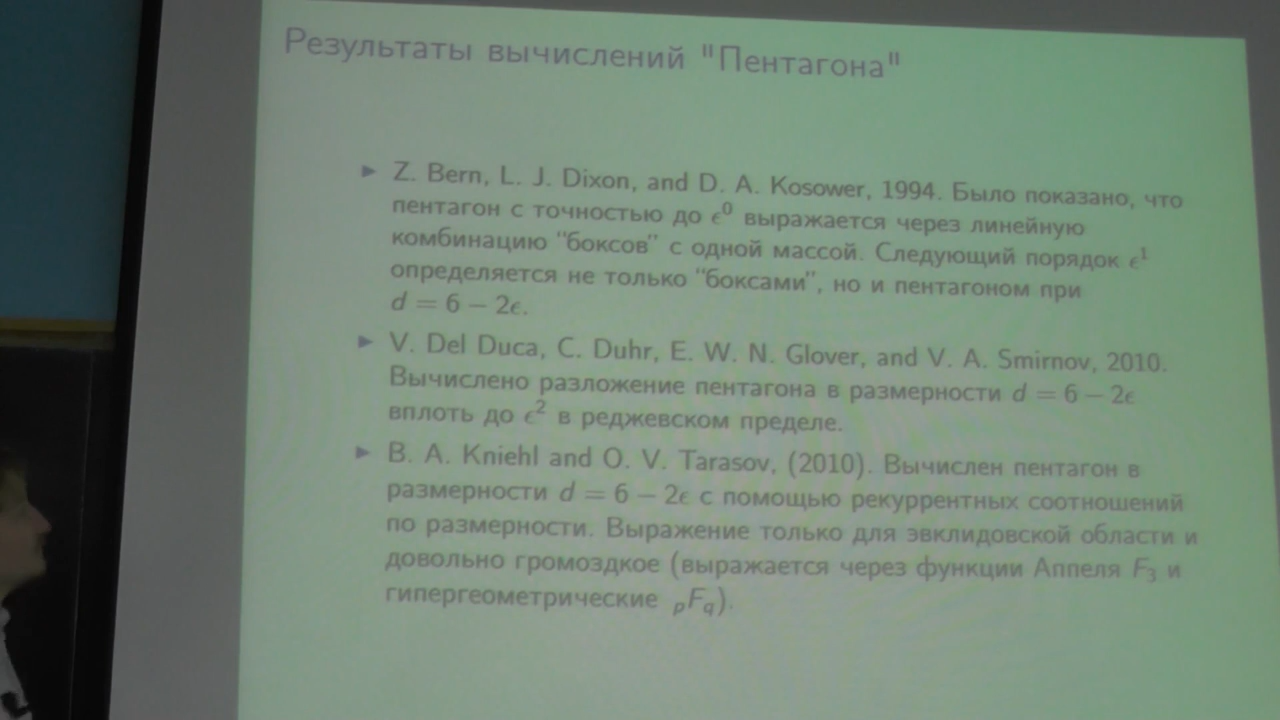 Результаты вычислений "Пентагона"
▶ Z. Bern, L. J. Dixon, and D. A. Kosower, 1994. Было показано, что
пентагон с точностью до ϵ⁰ выражается через линейную
комбинацию “боксов” с одной массой. Следующий порядок ϵ¹
определяется не только “боксами”, но и пентагоном при
d = 6 − 2ϵ.
▶ V. Del Duca, C. Duhr, E. W. N. Glover, and V. A. Smirnov, 2010.
Вычислено разложение пентагона в размерности d = 6 − 2ϵ
вплоть до ϵ² в реджевском пределе.
▶ B. A. Kniehl and O. V. Tarasov, (2010). Вычислен пентагон в
размерности d = 6 − 2ϵ с помощью рекуррентных соотношений
по размерности. Выражение только для эвклидовской области и
довольно громоздкое (выражается через функции Аппеля F₃ и
гипергеометрические ₚF_q).